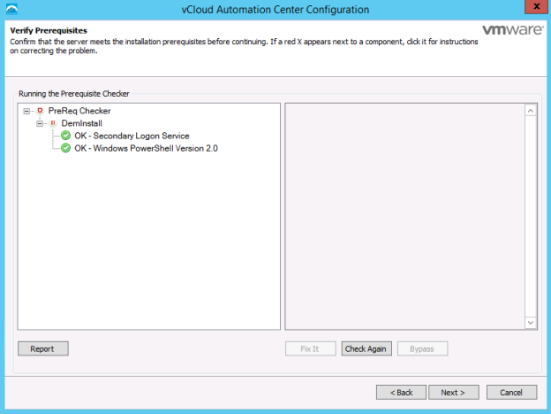 vCloud Automation Center Configuration
x
Verify Prerequisites
vmware
Confirm that the server meets the installation prerequisites before continuing. If a red X appears next to a component, click it for instructions
on correcting the problem.
Running the Prerequisite Checker
PreReq Checker
DemInstall
OK - Secondary Logon Service
OK - Windows PowerShell Version 2.0
Report
Fix It
Check Again
Bypass
< Back
Next >
Cancel